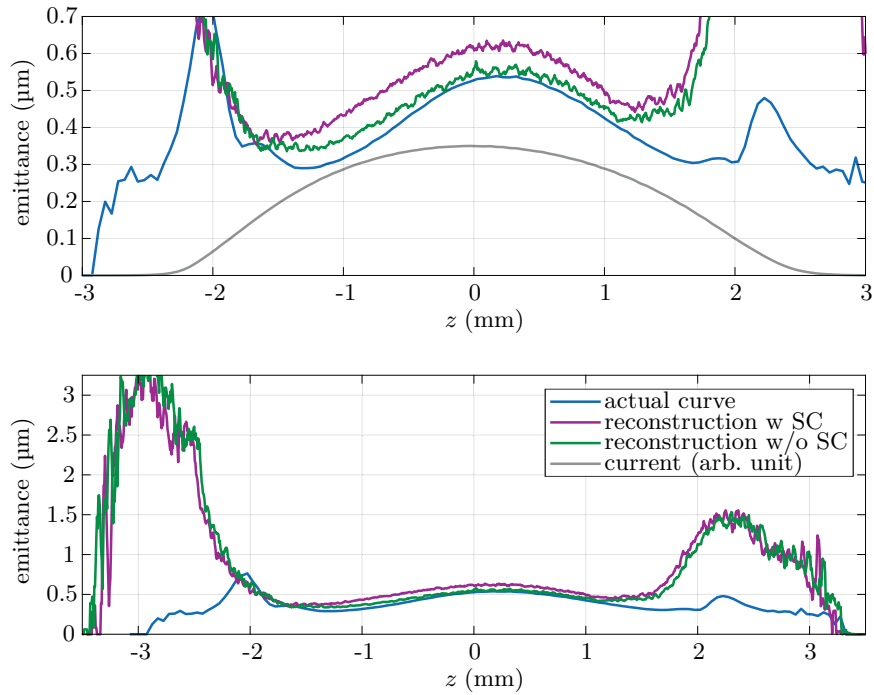 0.7
0.6
0.5
0.4
0.3
0.2
0.1
0
emittance (µm)
-3 -2 -1 0 1 2 3
z (mm)
3
2.5
2
1.5
1
0.5
0
emittance (µm)
actual curve
reconstruction w SC
reconstruction w/o SC
current (arb. unit)
-3 -2 -1 0 1 2 3
z (mm)